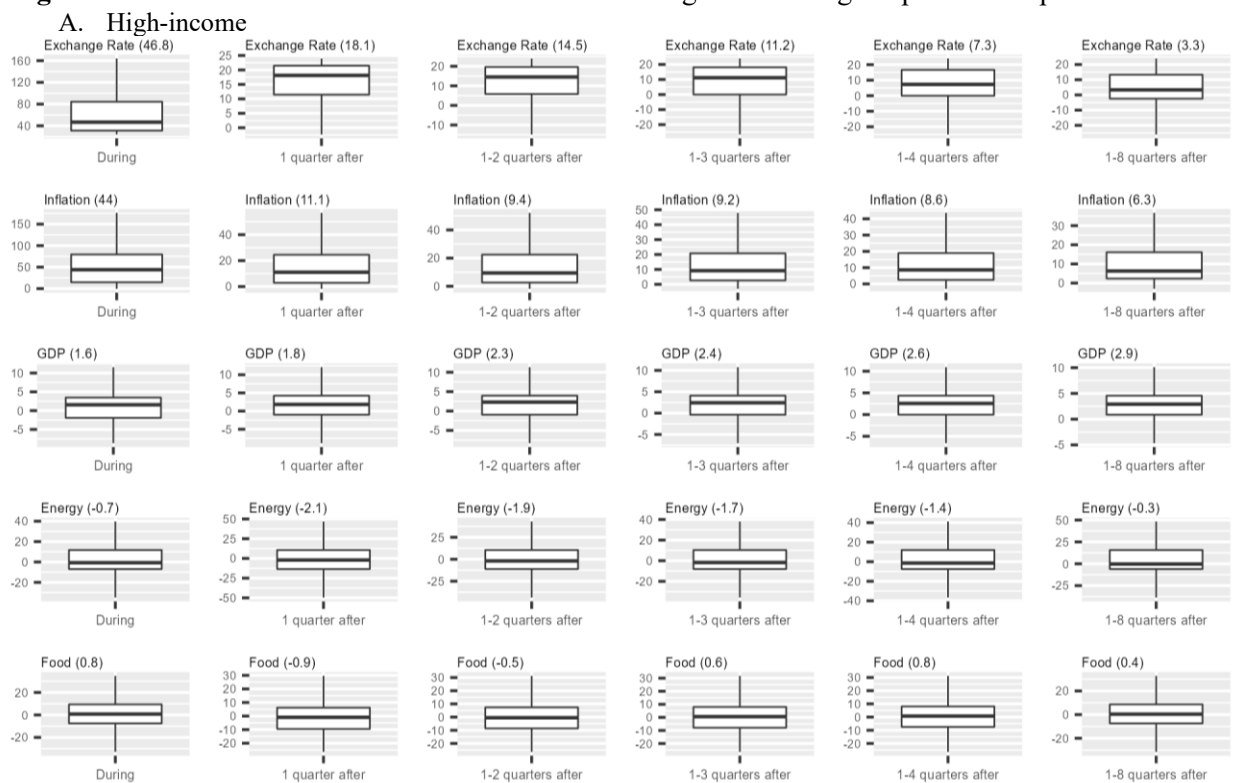 A. High-income
Exchange Rate (46.8) Exchange Rate (18.1) Exchange Rate (14.5) Exchange Rate (11.2) Exchange Rate (7.3) Exchange Rate (3.3)
160 25 20 20 20 20
120 20 10 10 10 10
80 15 0 0 0 0
40 10 -10 -10 -10 -10
5 -20 -20 -20
0
During 1 quarter after 1-2 quarters after 1-3 quarters after 1-4 quarters after 1-8 quarters after
Inflation (44) Inflation (11.1) Inflation (9.4) Inflation (9.2) Inflation (8.6) Inflation (6.3)
150 40 40 50 40 30
100 20 20 40 30 20
50 0 0 30 20 10
0 20 10 0
10 0
0
During 1 quarter after 1-2 quarters after 1-3 quarters after 1-4 quarters after 1-8 quarters after
GDP (1.6) GDP (1.8) GDP (2.3) GDP (2.4) GDP (2.6) GDP (2.9)
10 10 10 10 10 10
5 5 5 5 5 5
0 0 0 0 0 0
-5 -5 -5 -5 -5 -5
During 1 quarter after 1-2 quarters after 1-3 quarters after 1-4 quarters after 1-8 quarters after
Energy (-0.7) Energy (-2.1) Energy (-1.9) Energy (-1.7) Energy (-1.4) Energy (-0.3)
40 50 25 40 40 50
20 25 0 20 20 25
0 0 -25 0 0 0
-20 -25 -20 -20 -25
-50 -40
During 1 quarter after 1-2 quarters after 1-3 quarters after 1-4 quarters after 1-8 quarters after
Food (0.8) Food (-0.9) Food (-0.5) Food (0.6) Food (0.8) Food (0.4)
20 30 30 30 30 20
0 20 20 20 20 0
-20 10 10 10 10 -20
0 0 0 0
-10 -10 -10 -10
-20 -20 -20 -20
During 1 quarter after 1-2 quarters after 1-3 quarters after 1-4 quarters after 1-8 quarters after